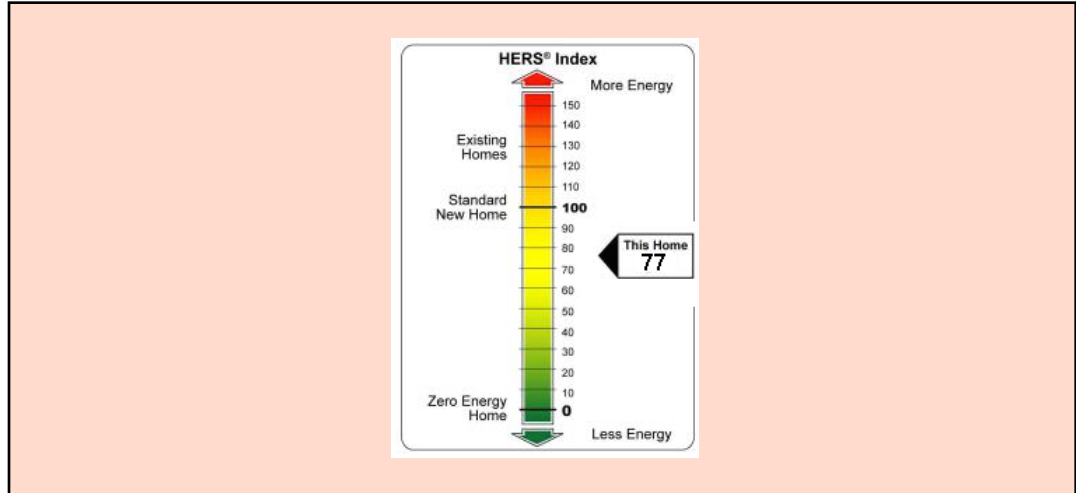 HERS® Index
More Energy
150
140
Existing
Homes
130
120
110
Standard
New Home
100
90
80
This Home
77
70
60
50
40
30
20
10
Zero Energy
Home
0
Less Energy